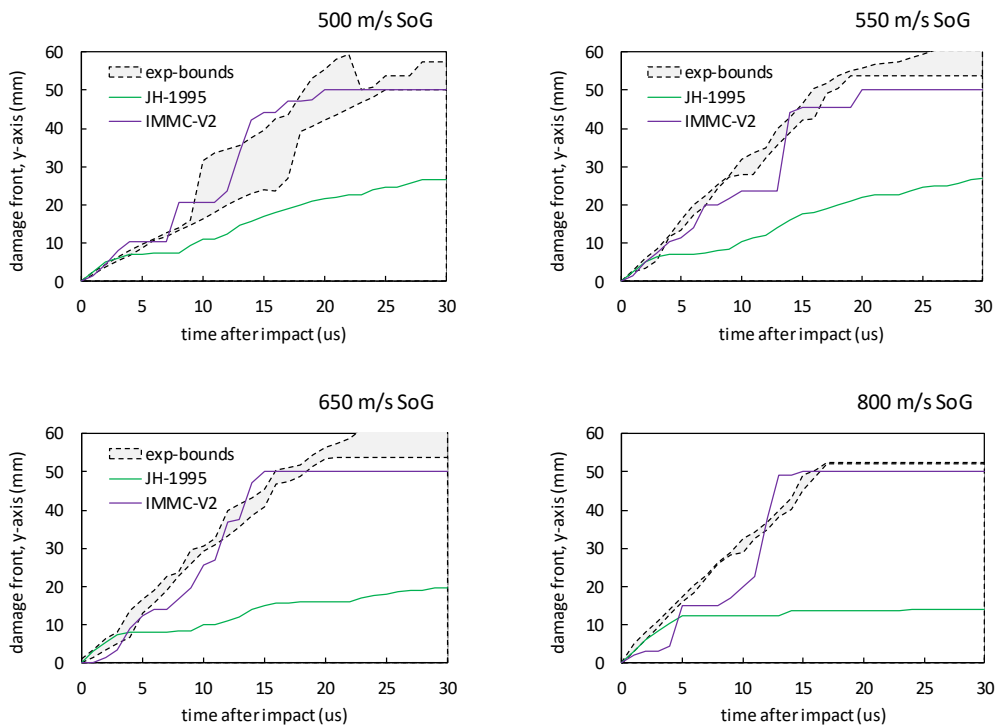 500 m/s SoG
60
50
40
30
20
10
0
damage front, y-axis (mm)
exp-bounds
JH-1995
IMMC-V2
0 5 10 15 20 25 30
time after impact (us)
550 m/s SoG
60
50
40
30
20
10
0
damage front, y-axis (mm)
exp-bounds
JH-1995
IMMC-V2
0 5 10 15 20 25 30
time after impact (us)
650 m/s SoG
60
50
40
30
20
10
0
damage front, y-axis (mm)
exp-bounds
JH-1995
IMMC-V2
0 5 10 15 20 25 30
time after impact (us)
800 m/s SoG
60
50
40
30
20
10
0
damage front, y-axis (mm)
exp-bounds
JH-1995
IMMC-V2
0 5 10 15 20 25 30
time after impact (us)